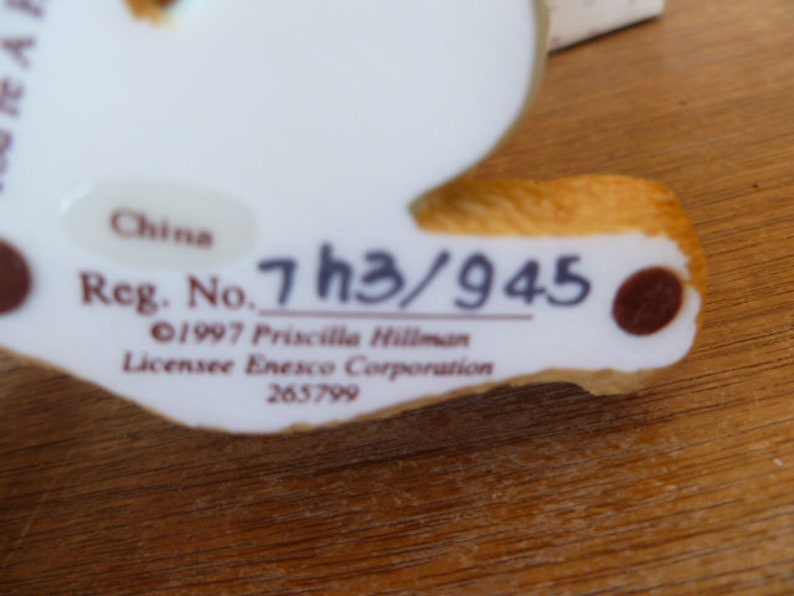 China
Reg. No. 7h3/945
©1997 Priscilla Hillman
Licensee Enesco Corporation
265799